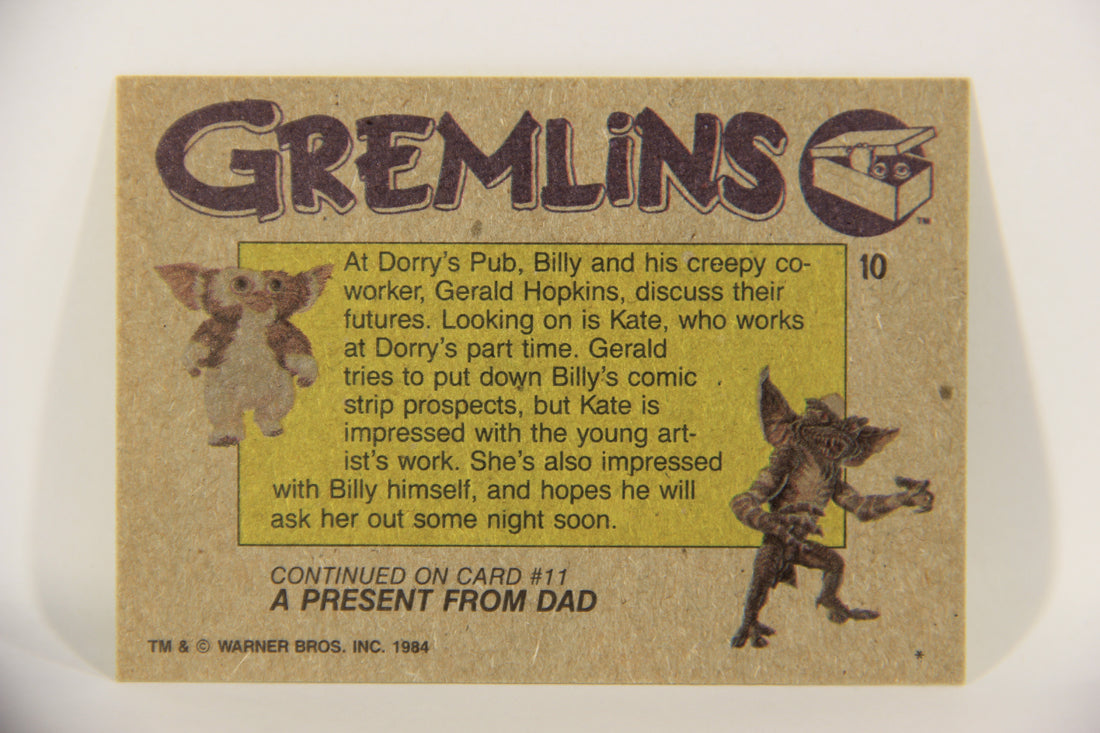 GREMLiNS
™
10
At Dorry's Pub, Billy and his creepy co-
worker, Gerald Hopkins, discuss their
futures. Looking on is Kate, who works
at Dorry's part time. Gerald
tries to put down Billy's comic
strip prospects, but Kate is
impressed with the young art-
ist's work. She's also impressed
with Billy himself, and hopes he will
ask her out some night soon.
CONTINUED ON CARD #11
A PRESENT FROM DAD
TM & © WARNER BROS. INC. 1984
*